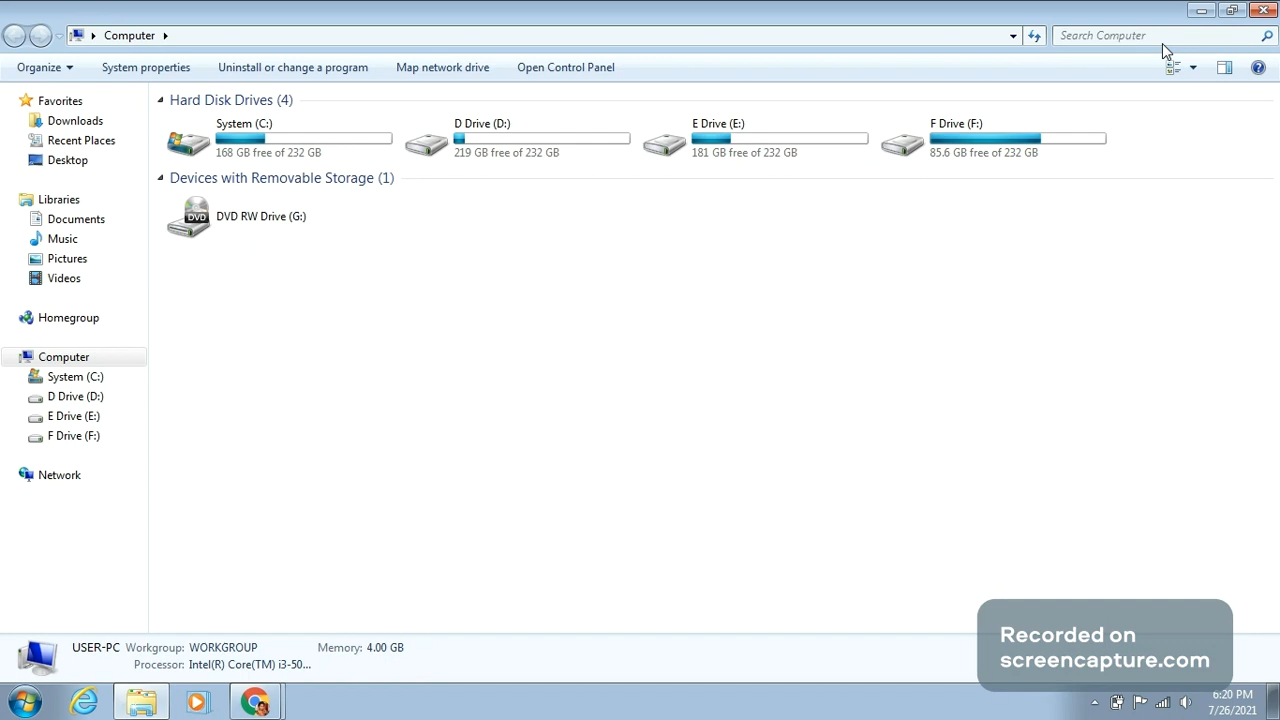 Computer
Search Computer
Organize
System properties
Uninstall or change a program
Map network drive
Open Control Panel
Favorites
Downloads
Recent Places
Desktop
Libraries
Documents
Music
Pictures
Videos
Homegroup
Computer
System (C:)
D Drive (D:)
E Drive (E:)
F Drive (F:)
Network
Hard Disk Drives (4)
System (C:)
168 GB free of 232 GB
D Drive (D:)
219 GB free of 232 GB
E Drive (E:)
181 GB free of 232 GB
F Drive (F:)
85.6 GB free of 232 GB
Devices with Removable Storage (1)
DVD
DVD RW Drive (G:)
USER-PC Workgroup: WORKGROUP Memory: 4.00 GB
Processor: Intel(R) Core(TM) i3-50...
Recorded on
screencapture.com
6:20 PM
7/26/2021